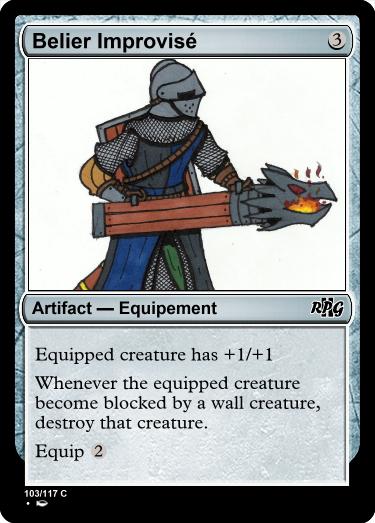 Belier Improvisé 3
Artifact — Equipement RPG
Equipped creature has +1/+1
Whenever the equipped creature
become blocked by a wall creature,
destroy that creature.
Equip 2
103/117 C